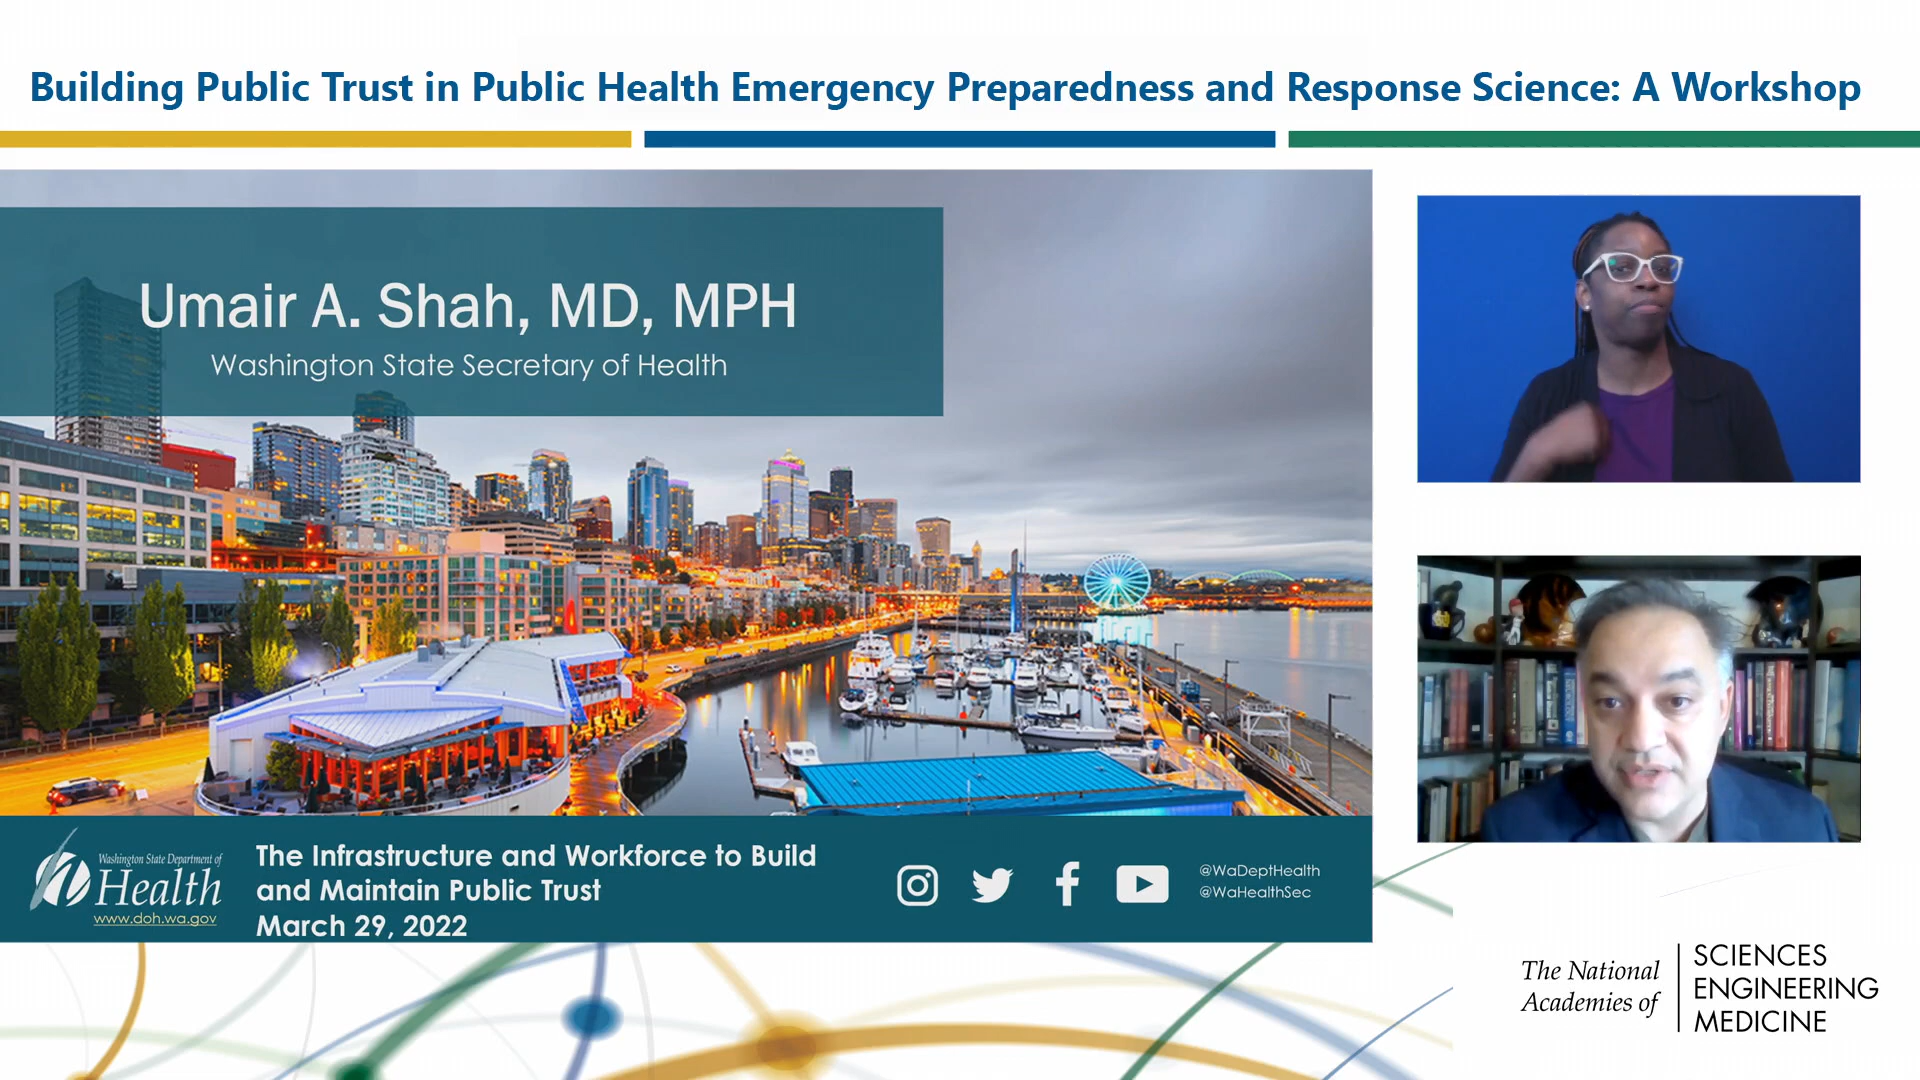 Building Public Trust in Public Health Emergency Preparedness and Response Science: A Workshop
Umair A. Shah, MD, MPH
Washington State Secretary of Health
Washington State Department of
Health
www.doh.wa.gov
The Infrastructure and Workforce to Build
and Maintain Public Trust
March 29, 2022
@WaDeptHealth
@WaHealthSec
The National
Academies of
SCIENCES
ENGINEERING
MEDICINE